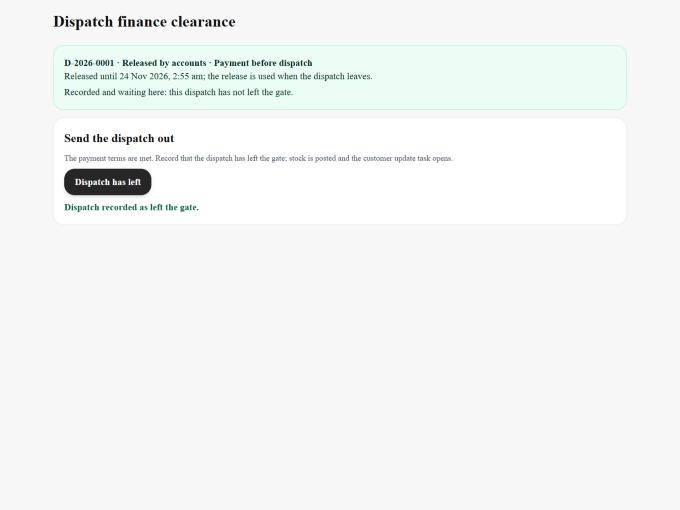 Dispatch finance clearance
D-2026-0001 · Released by accounts · Payment before dispatch
Released until 24 Nov 2026, 2:55 am; the release is used when the dispatch leaves.
Recorded and waiting here: this dispatch has not left the gate.
Send the dispatch out
The payment terms are met. Record that the dispatch has left the gate; stock is posted and the customer update task opens.
Dispatch has left
Dispatch recorded as left the gate.